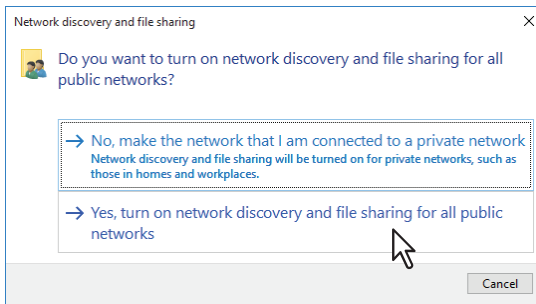 Network discovery and file sharing
Do you want to turn on network discovery and file sharing for all
public networks?
No, make the network that I am connected to a private network
Network discovery and file sharing will be turned on for private networks, such as
those in homes and workplaces.
Yes, turn on network discovery and file sharing for all public
networks
Cancel